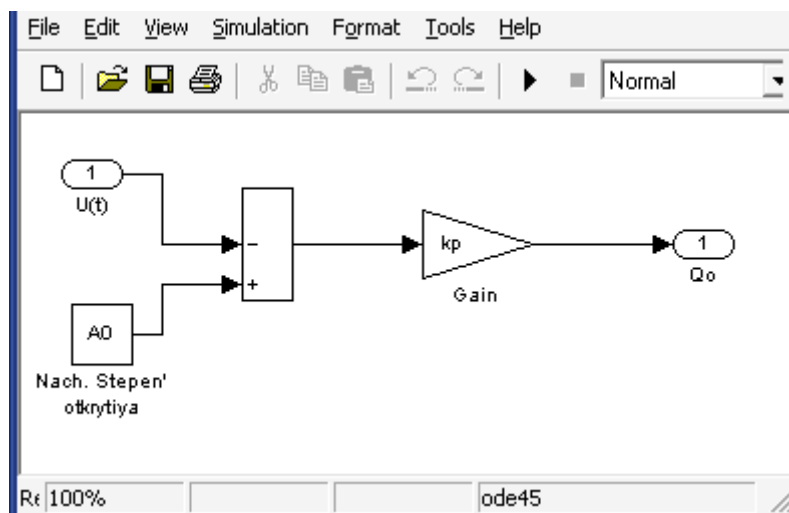 File Edit View Simulation Format Tools Help
Normal
1
U(t)
-
+
kp
Gain
1
Qo
A0
Nach. Stepen'
otkrytiya
100%
ode45